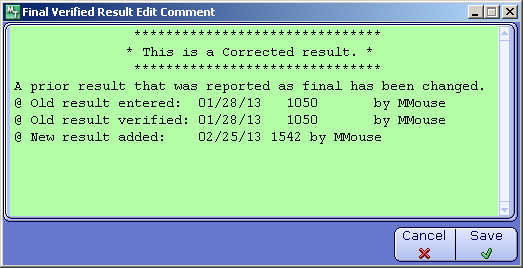 Final Verified Result Edit Comment
*******************************
* This is a Corrected result. *
*******************************
A prior result that was reported as final has been changed.
@ Old result entered:  01/28/13   1050       by MMouse
@ Old result verified: 01/28/13   1050       by MMouse
@ New result added:    02/25/13 1542 by MMouse
Cancel Save